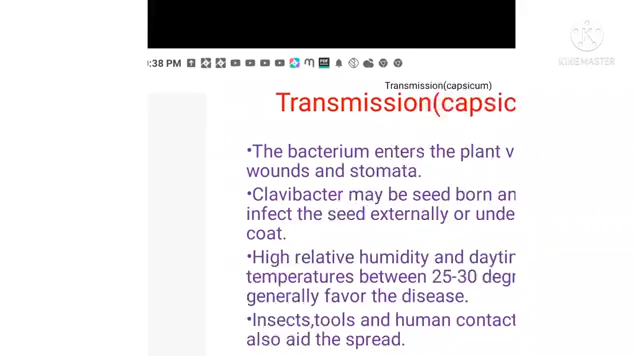 KINEMASTER
:38 PM
Transmission(capsicum)
Transmission(capsic
•The bacterium enters the plant v
wounds and stomata.
•Clavibacter may be seed born an
infect the seed externally or unde
coat.
•High relative humidity and daytin
temperatures between 25-30 degr
generally favor the disease.
•Insects,tools and human contact
also aid the spread.